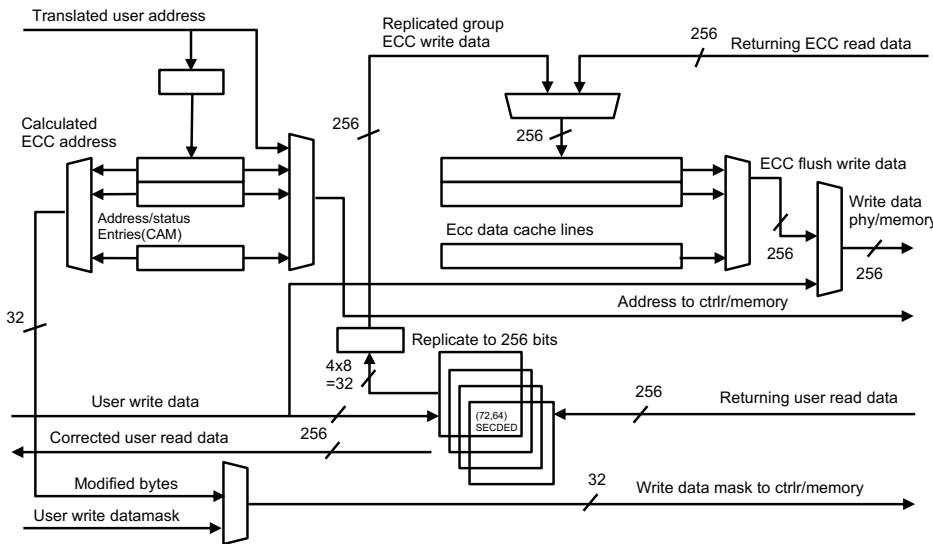 Translated user address
Replicated group
ECC write data
256
Returning ECC read data
Calculated
ECC address
256
256
ECC flush write data
Address/status
Entries(CAM)
Ecc data cache lines
Write data
phy/memory
256
256
Address to ctrlr/memory
32
Replicate to 256 bits
4x8
=32
User write data
256
Returning user read data
(72,64)
SECDED
Corrected user read data
256
Modified bytes
32
Write data mask to ctrlr/memory
User write datamask